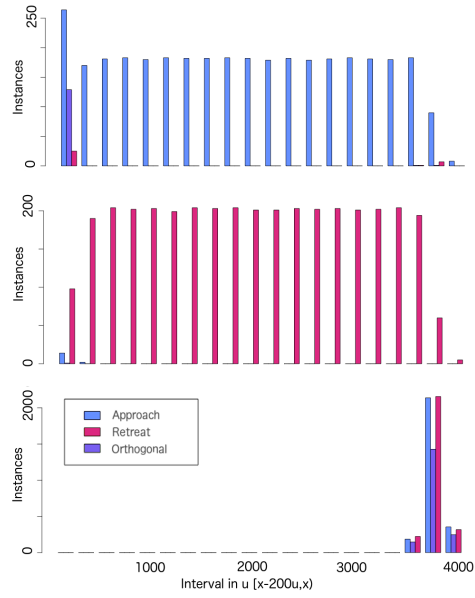 250
Instances
0
200
Instances
0
2000
Instances
0
Approach
Retreat
Orthogonal
1000 2000 3000 4000
Interval in u [x-200u,x)